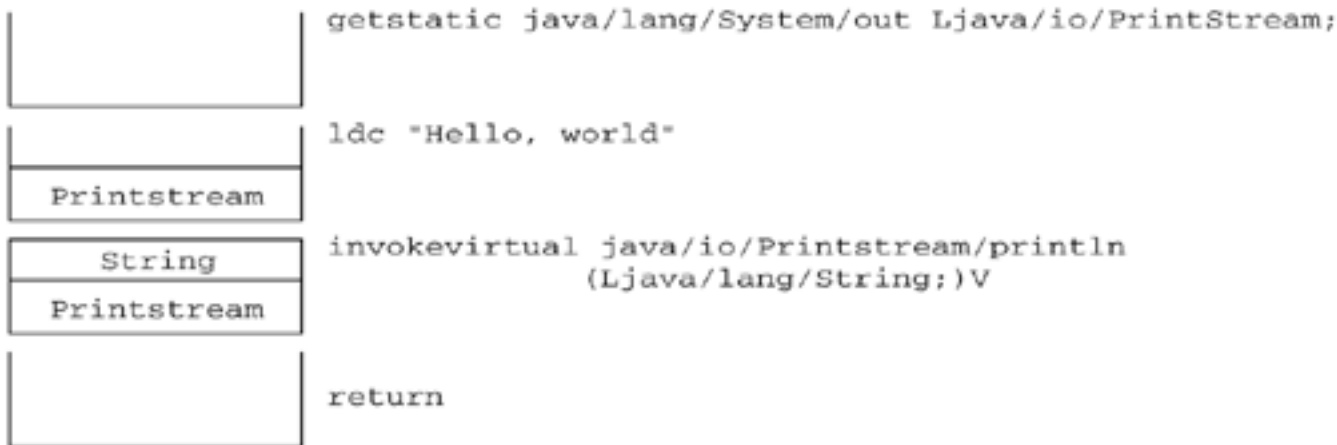 getstatic java/lang/System/out Ljava/io/PrintStream;
ldc "Hello, world"
Printstream
String
invokevirtual java/io/Printstream/println
(Ljava/lang/String;)V
Printstream
return